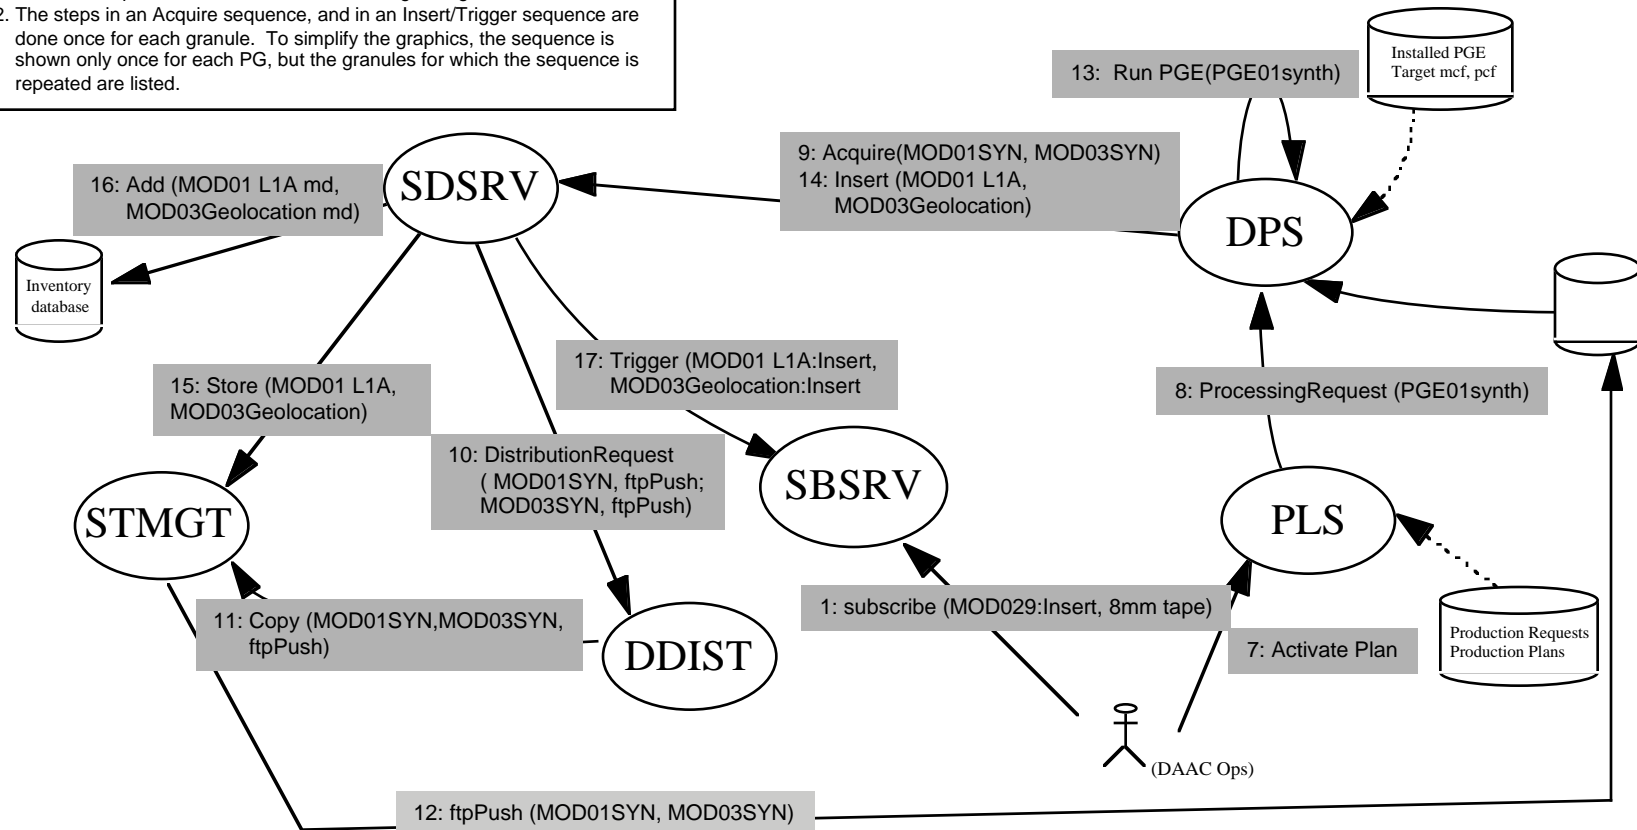 2. The steps in an Acquire sequence, and in an Insert/Trigger sequence are
done once for each granule. To simplify the graphics, the sequence is
shown only once for each PG, but the granules for which the sequence is
repeated are listed.
13: Run PGE(PGE01synth)
Installed PGE
Target mcf, pcf
9: Acquire(MOD01SYN, MOD03SYN)
14: Insert (MOD01 L1A,
MOD03Geolocation)
16: Add (MOD01 L1A md,
MOD03Geolocation md)
SDSRV
DPS
Inventory
database
17: Trigger (MOD01 L1A:Insert,
MOD03Geolocation:Insert
15: Store (MOD01 L1A,
MOD03Geolocation)
8: ProcessingRequest (PGE01synth)
10: DistributionRequest
( MOD01SYN, ftpPush;
MOD03SYN, ftpPush)
SBSRV
STMGT
PLS
1: subscribe (MOD029:Insert, 8mm tape)
11: Copy (MOD01SYN,MOD03SYN,
ftpPush)
DDIST
7: Activate Plan
Production Requests
Production Plans
(DAAC Ops)
12: ftpPush (MOD01SYN, MOD03SYN)